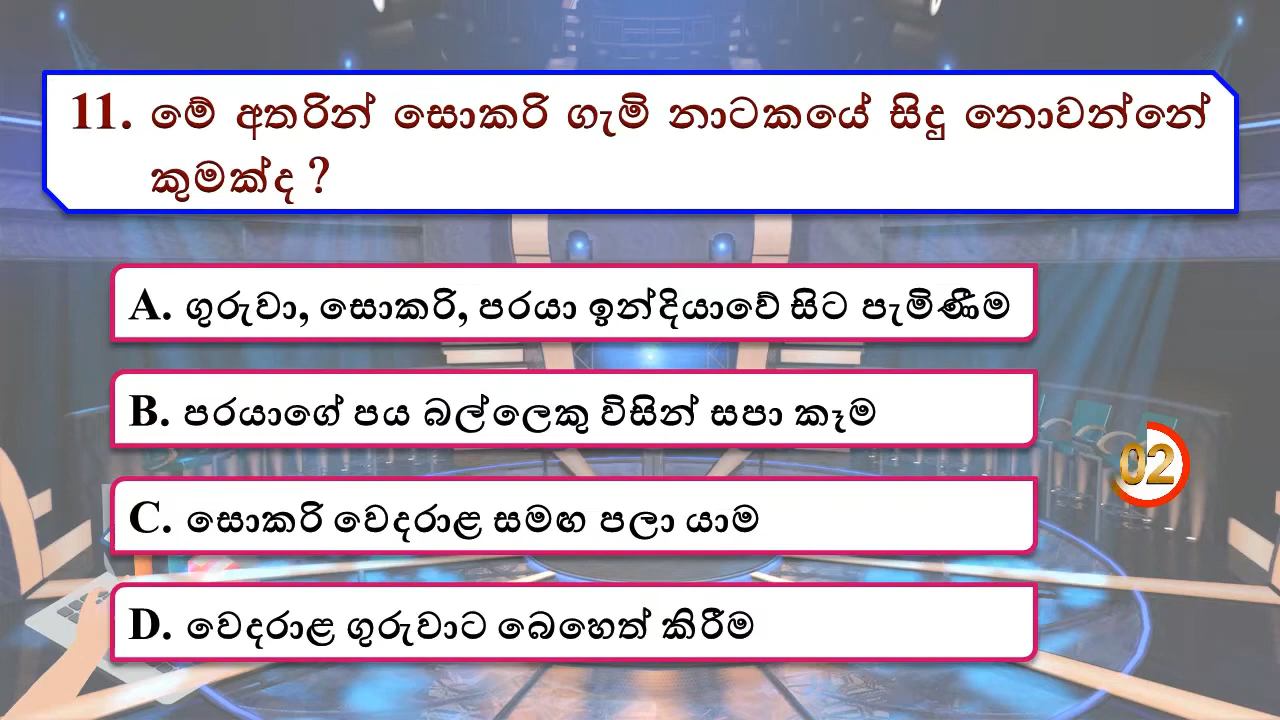 11. මේ අතරින් සොකරි ගැමි නාටකයේ සිදු නොවන්නේ
කුමක්ද ?
A. ගුරුවා, සොකරි, පරයා ඉන්දියාවේ සිට පැමිණීම
B. පරයාගේ පය බල්ලෙකු විසින් සපා කෑම
C. සොකරි වෙදරාළ සමඟ පලා යාම
D. වෙදරාළ ගුරුවාට බෙහෙත් කිරීම
02